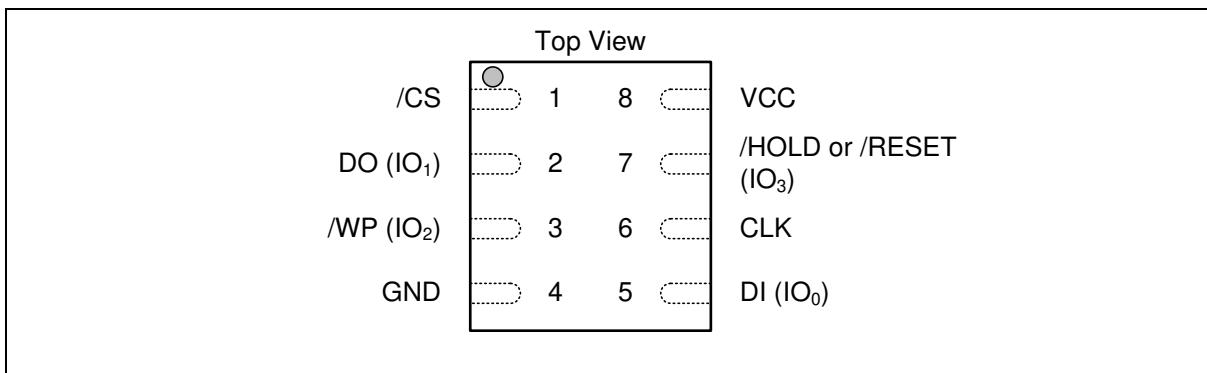 Top View
/CS 1 8 VCC
DO (IO₁) 2 7 /HOLD or /RESET
(IO₃)
/WP (IO₂) 3 6 CLK
GND 4 5 DI (IO₀)